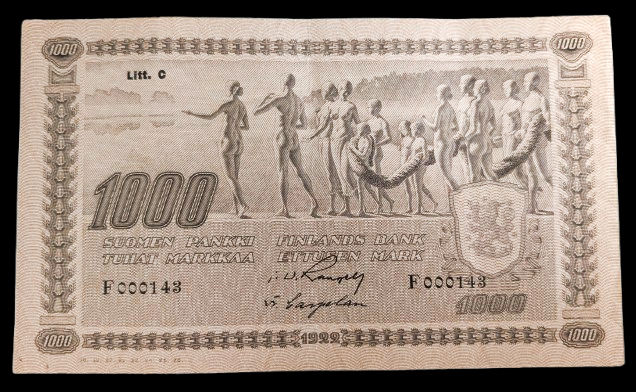 1000 1000
Litt. C
1000
SUOMEN PANKKI FINLANDS BANK
TUHAT MARKKAA ETTUSEN MARK
F000143 F000143
1000
1000 1922 1000